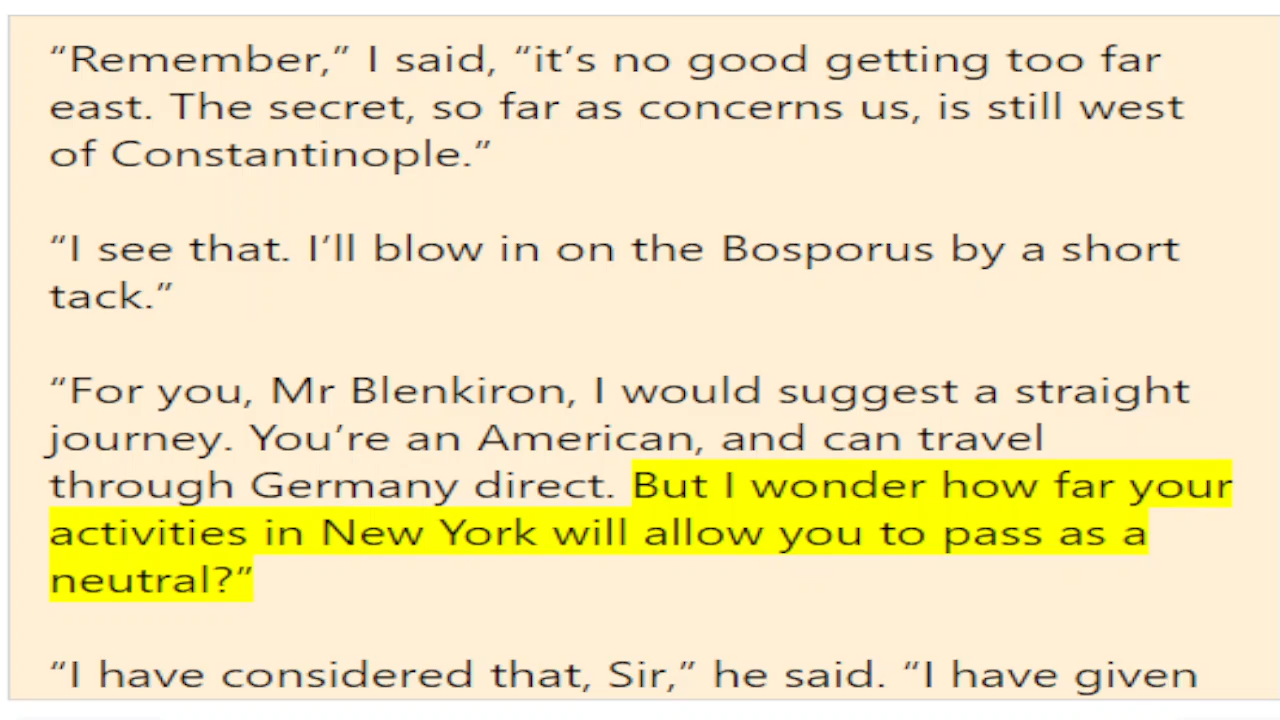 “Remember,” I said, “it’s no good getting too far
east. The secret, so far as concerns us, is still west
of Constantinople.”
“I see that. I’ll blow in on the Bosporus by a short
tack.”
“For you, Mr Blenkiron, I would suggest a straight
journey. You’re an American, and can travel
through Germany direct. But I wonder how far your
activities in New York will allow you to pass as a
neutral?”
“I have considered that, Sir,” he said. “I have given